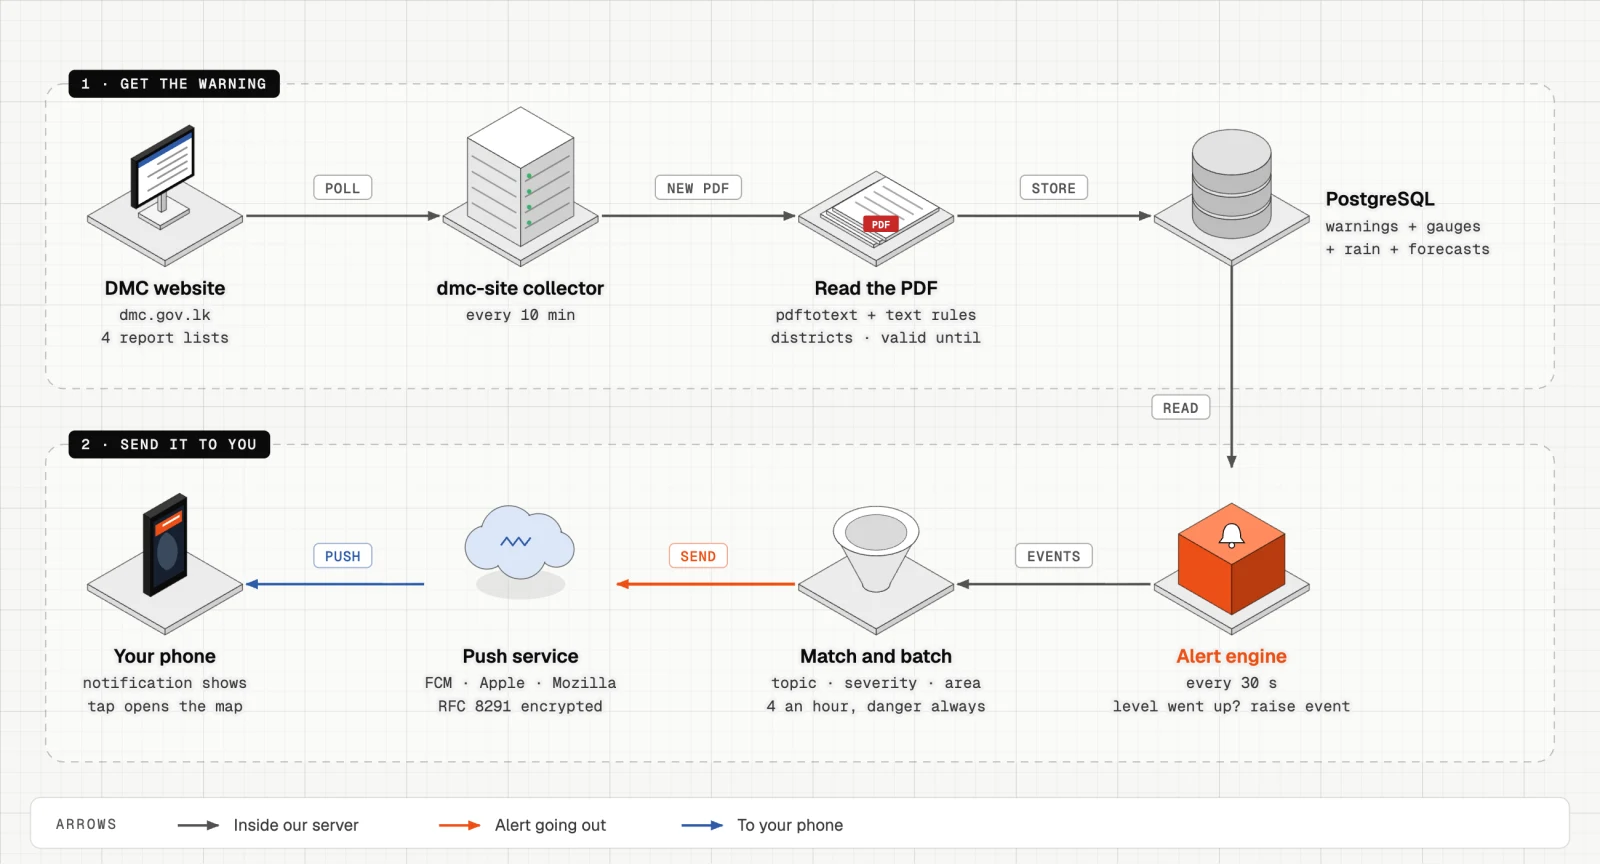 1 · GET THE WARNING
POLL
NEW PDF
STORE
PDF
PostgreSQL
warnings + gauges
+ rain + forecasts
DMC website
dmc.gov.lk
4 report lists
dmc-site collector
every 10 min
Read the PDF
pdftotext + text rules
districts · valid until
READ
2 · SEND IT TO YOU
PUSH
SEND
EVENTS
Your phone
notification shows
tap opens the map
Push service
FCM · Apple · Mozilla
RFC 8291 encrypted
Match and batch
topic · severity · area
4 an hour, danger always
Alert engine
every 30 s
level went up? raise event
ARROWS
Inside our server
Alert going out
To your phone